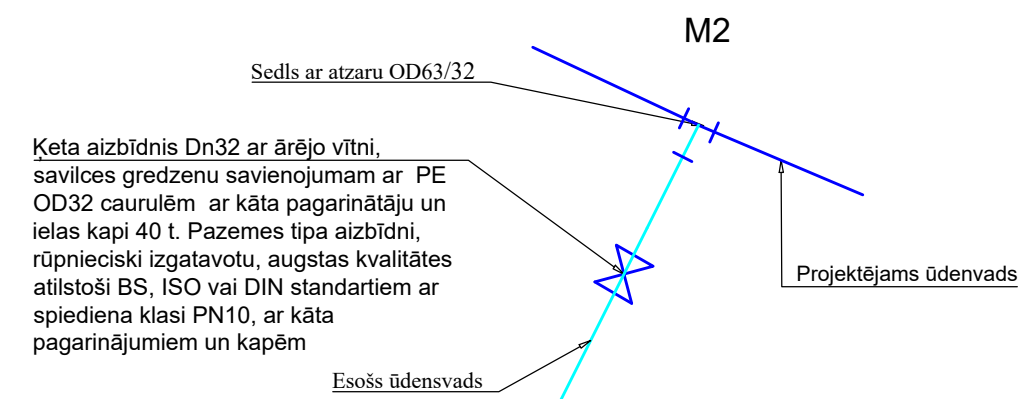 M2
Sedls ar atzaru OD63/32
Ķeta aizbīdnis Dn32 ar ārējo vītni,
savilces gredzenu savienojumam ar PE
OD32 caurulēm ar kāta pagarinātāju un
ielas kapi 40 t. Pazemes tipa aizbīdni,
rūpnieciski izgatavotu, augstas kvalitātes
atilstoši BS, ISO vai DIN standartiem ar
spiediena klasi PN10, ar kāta
pagarinājumiem un kapēm
Projektējams ūdenvads
Esošs ūdensvads